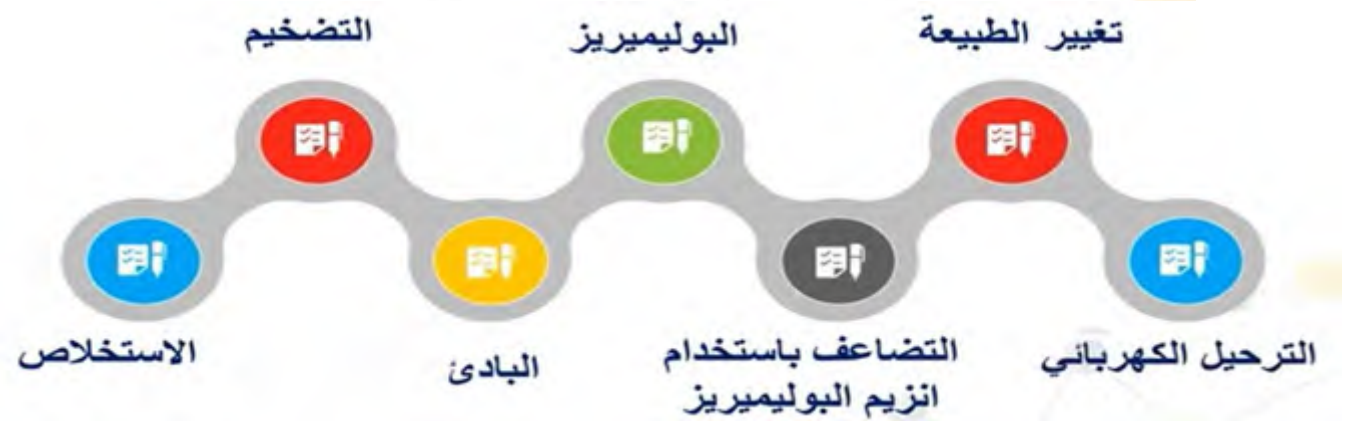 تغيير الطبيعة
البوليميريز
التضخيم
الترحيل الكهربائي
التضاعف باستخدام
انزيم البوليميريز
البادئ
الاستخلاص